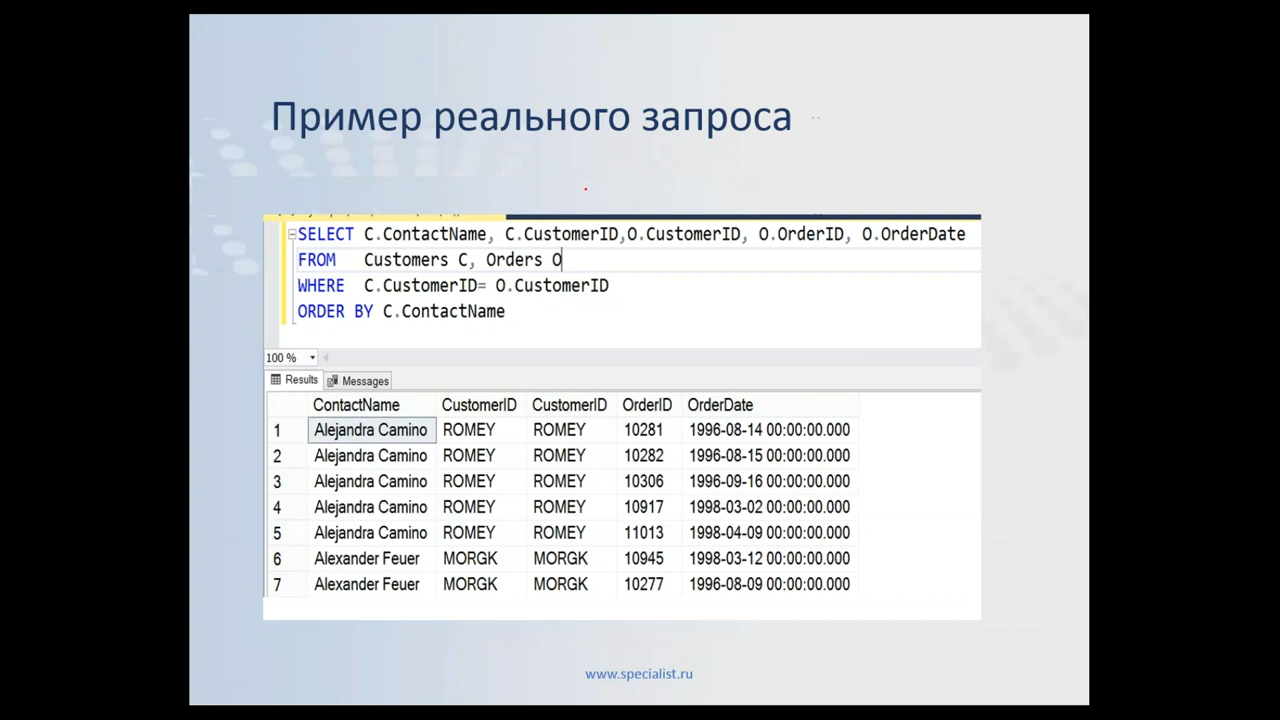 Пример реального запроса
SELECT C.ContactName, C.CustomerID,O.CustomerID, O.OrderID, O.OrderDate
FROM Customers C, Orders O
WHERE C.CustomerID= O.CustomerID
ORDER BY C.ContactName
100 %
Results Messages
ContactName CustomerID CustomerID OrderID OrderDate
1 Alejandra Camino ROMEY ROMEY 10281 1996-08-14 00:00:00.000
2 Alejandra Camino ROMEY ROMEY 10282 1996-08-15 00:00:00.000
3 Alejandra Camino ROMEY ROMEY 10306 1996-09-16 00:00:00.000
4 Alejandra Camino ROMEY ROMEY 10917 1998-03-02 00:00:00.000
5 Alejandra Camino ROMEY ROMEY 11013 1998-04-09 00:00:00.000
6 Alexander Feuer MORGK MORGK 10945 1998-03-12 00:00:00.000
7 Alexander Feuer MORGK MORGK 10277 1996-08-09 00:00:00.000
www.specialist.ru